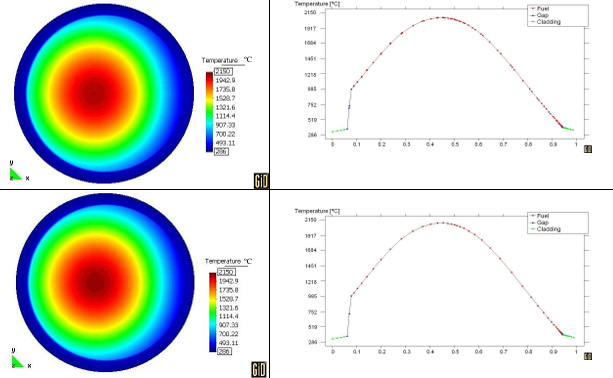 Temperature °C
2150
1942.9
1735.8
1528.7
1321.6
1114.4
907.33
700.22
493.11
286
y
x
GiD
Temperature [ºC]
2150
1917
1684
1451
1218
985
752
519
286
0 0.1 0.2 0.3 0.4 0.5 0.6 0.7 0.8 0.9 1
Fuel
Gap
Cladding
Temperature °C
2150
1942.9
1735.8
1528.7
1321.6
1114.4
907.33
700.22
493.11
286
y
x
GiD
Temperature [ºC]
2150
1917
1684
1451
1218
985
752
519
286
0 0.1 0.2 0.3 0.4 0.5 0.6 0.7 0.8 0.9 1
Fuel
Gap
Cladding